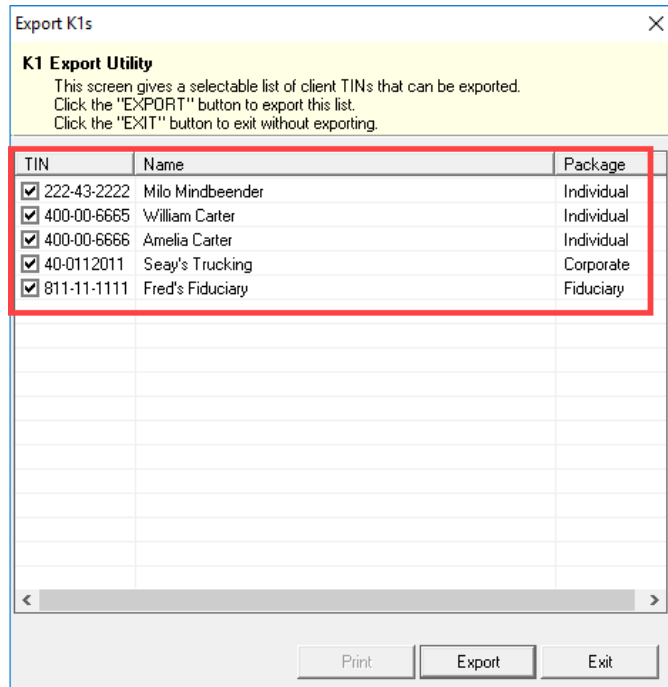 Export K1s
K1 Export Utility
This screen gives a selectable list of client TINs that can be exported.
Click the "EXPORT" button to export this list.
Click the "EXIT" button to exit without exporting.
TIN Name Package
222-43-2222 Milo Mindbeender Individual
400-00-6665 William Carter Individual
400-00-6666 Amelia Carter Individual
40-0112011 Seay's Trucking Corporate
811-11-1111 Fred's Fiduciary Fiduciary
Print Export Exit